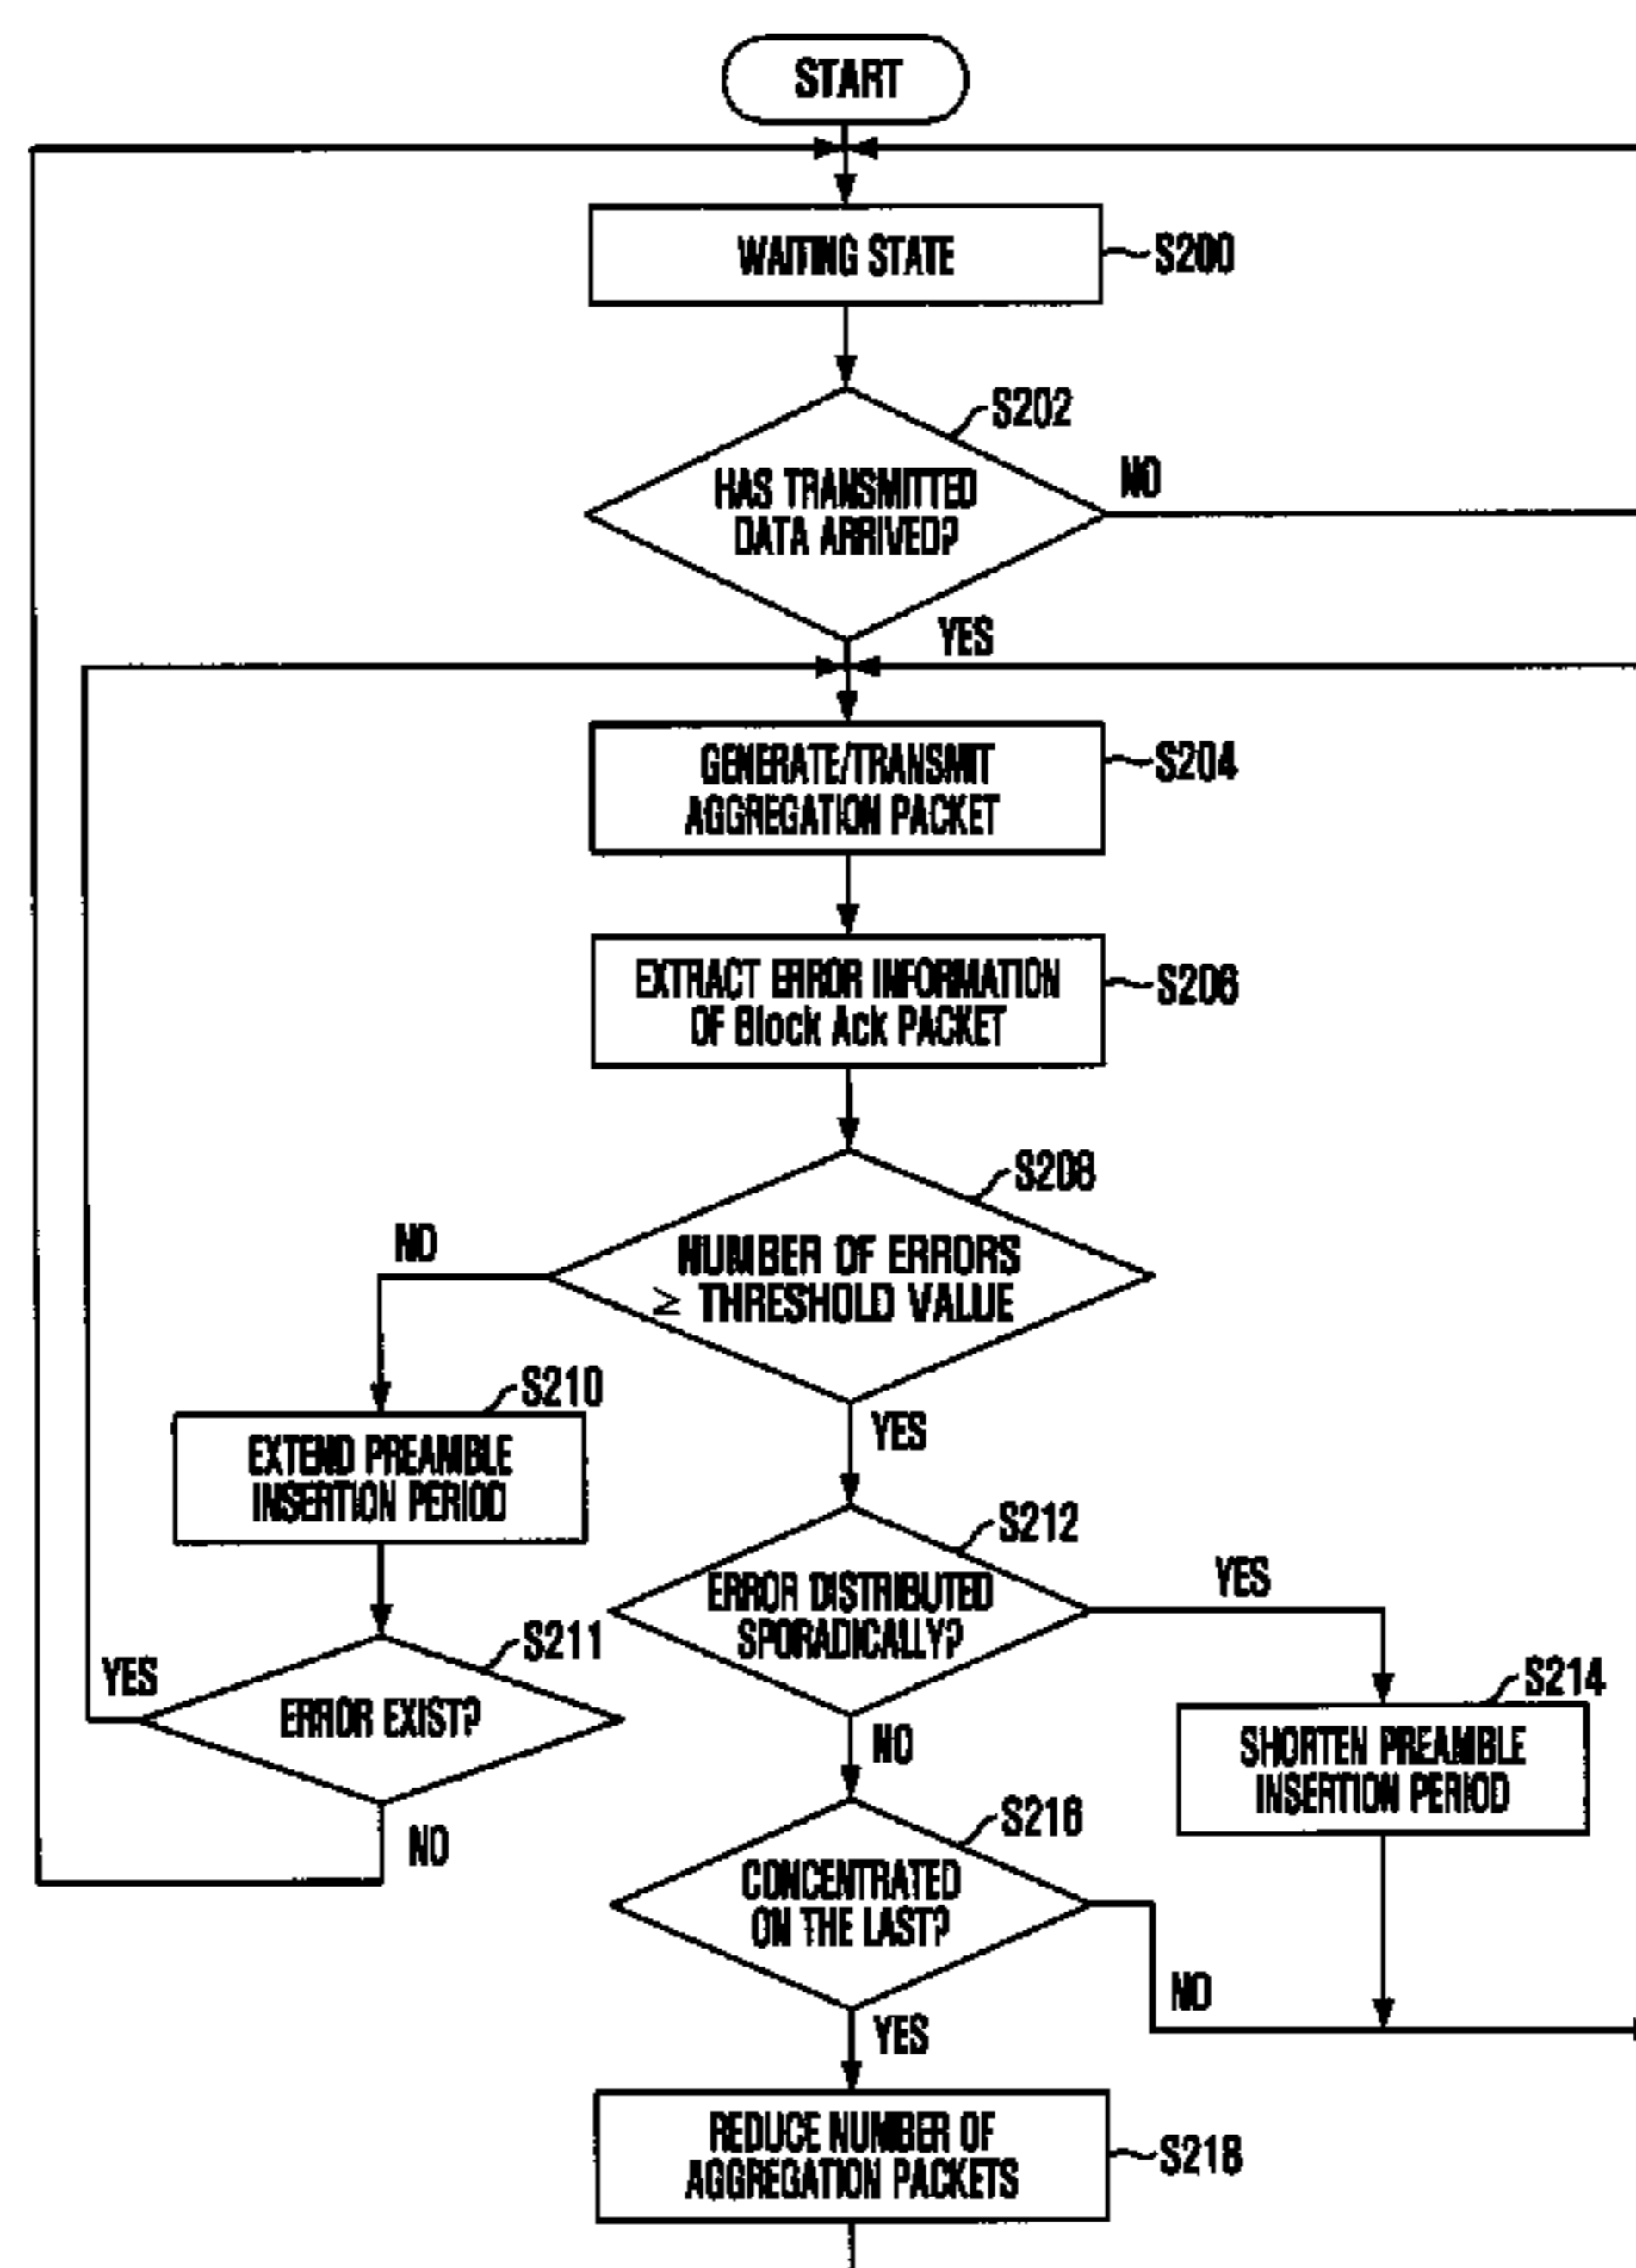 START
WAITING STATE
S200
S202
HAS TRANSMITTED
DATA ARRIVED?
NO
YES
GENERATE/TRANSMIT
AGGREGATION PACKET
S204
EXTRACT ERROR INFORMATION
OF Block Ack PACKET
S206
S208
NO
NUMBER OF ERRORS
≥ THRESHOLD VALUE
YES
S210
EXTEND PREAMBLE
INSERTION PERIOD
S212
ERROR DISTRIBUTED
SPORADICALLY?
YES
S211
YES
ERROR EXIST?
NO
S214
SHORTEN PREAMBLE
INSERTION PERIOD
NO
S216
CONCENTRATED
ON THE LAST?
NO
YES
REDUCE NUMBER OF
AGGREGATION PACKETS
S218